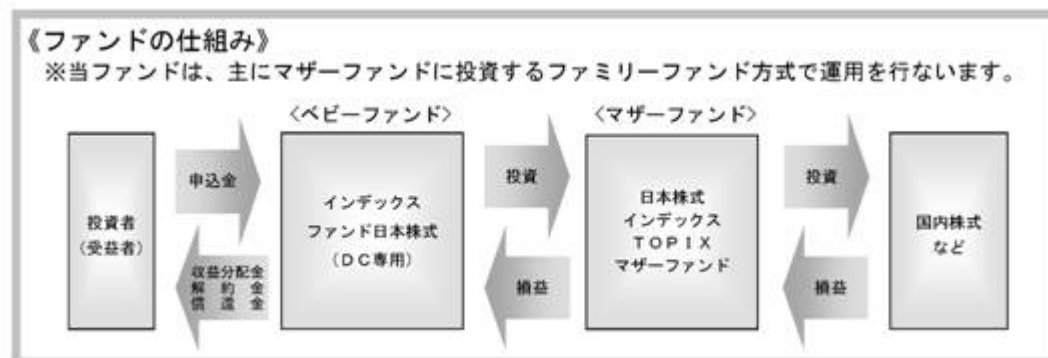 《ファンドの仕組み》
※当ファンドは、主にマザーファンドに投資するファミリーファンド方式で運用を行ないます。
〈ベビーファンド〉
〈マザーファンド〉
投資者
(受益者)
申込金
収益分配金
解約金
償還金
インデックス
ファンド日本株式
(DC専用)
投資
損益
日本株式
インデックス
TOPIX
マザーファンド
投資
損益
国内株式
など